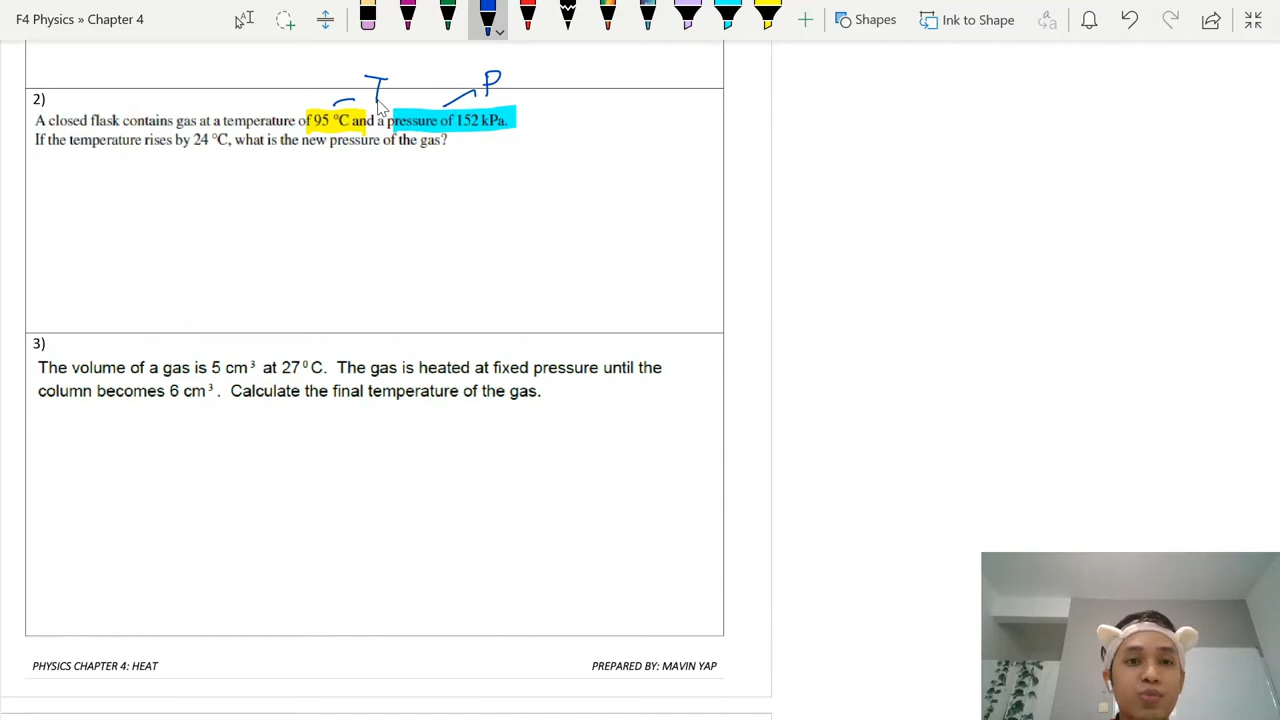 F4 Physics » Chapter 4
Shapes
Ink to Shape
T
P
2)
A closed flask contains gas at a temperature of 95 °C and a pressure of 152 kPa.
If the temperature rises by 24 °C, what is the new pressure of the gas?
3)
The volume of a gas is 5 cm³ at 27⁰C. The gas is heated at fixed pressure until the
column becomes 6 cm³. Calculate the final temperature of the gas.
PHYSICS CHAPTER 4: HEAT
PREPARED BY: MAVIN YAP